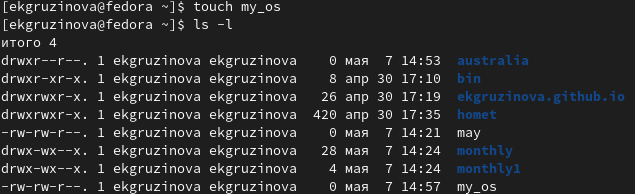 [ekgruzinova@fedora ~]$ touch my_os
[ekgruzinova@fedora ~]$ ls -l
итого 4
drwxr--r--. 1 ekgruzinova ekgruzinova 0 мая 7 14:53 australia
drwxr-xr-x. 1 ekgruzinova ekgruzinova 8 апр 30 17:10 bin
drwxrwxr-x. 1 ekgruzinova ekgruzinova 26 апр 30 17:19 ekgruzinova.github.io
drwxrwxr-x. 1 ekgruzinova ekgruzinova 420 апр 30 17:35 homet
-rw-rw-r--. 1 ekgruzinova ekgruzinova 0 мая 7 14:21 may
drwx-wx--x. 1 ekgruzinova ekgruzinova 28 мая 7 14:24 monthly
drwx-wx--x. 1 ekgruzinova ekgruzinova 4 мая 7 14:24 monthly1
-rw-rw-r--. 1 ekgruzinova ekgruzinova 0 мая 7 14:57 my_os